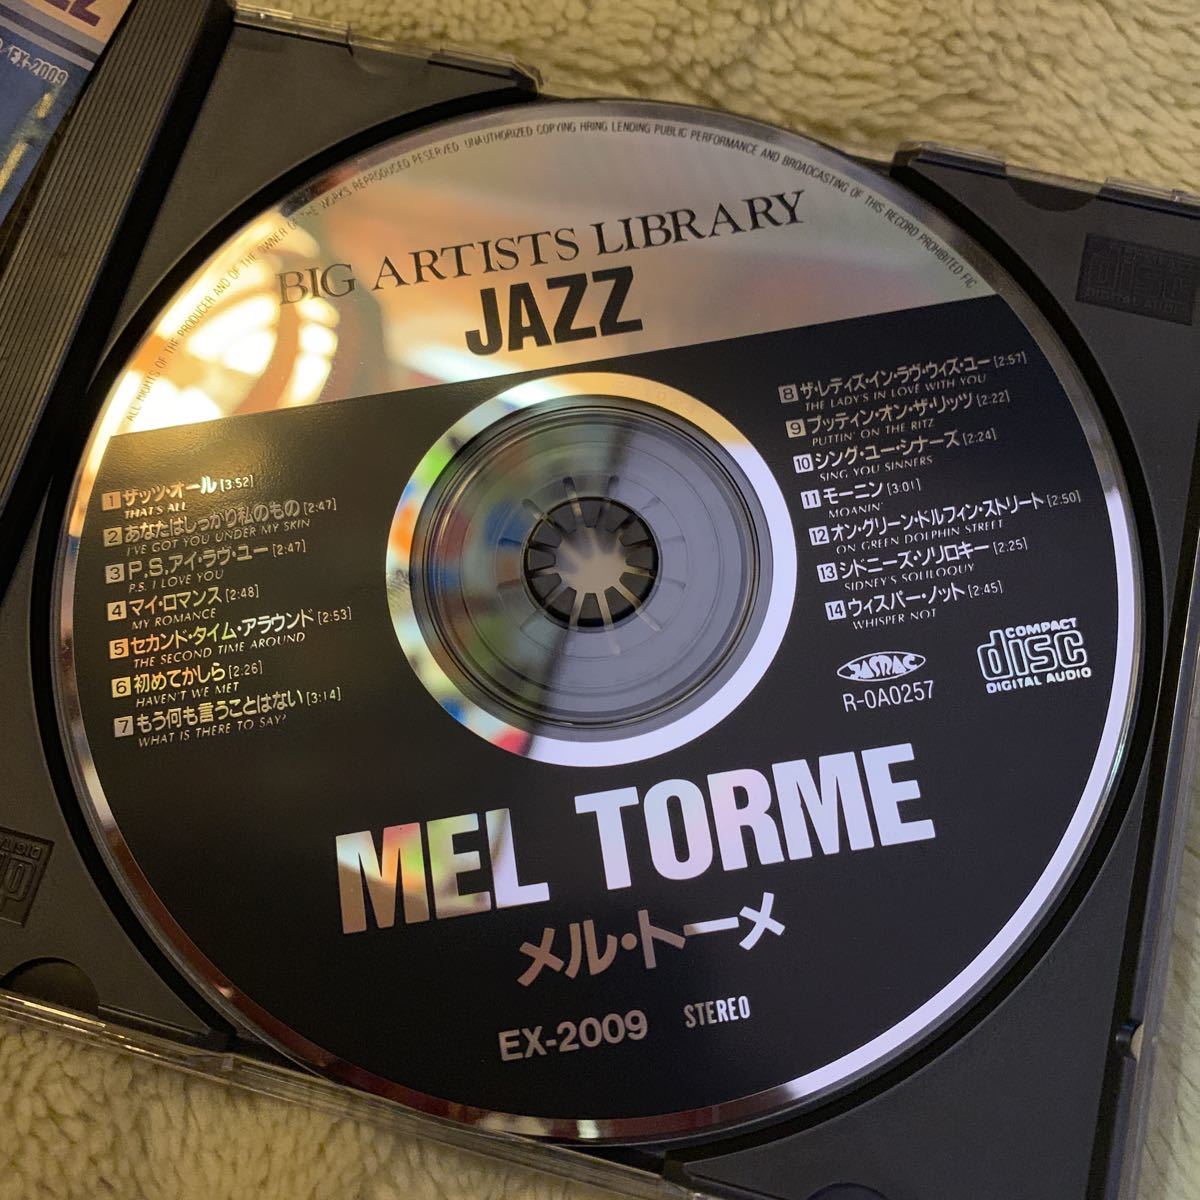 EX-2009
ALL RIGHTS OF THE PRODUCER AND OF THE OWNER OF THE WORKS REPRODUCED RESERVED. UNAUTHORIZED COPYING HRING LENDING PUBLIC PERFORMANCE AND BROADCASTING OF THIS RECORD PROHIBITED FIC
BIG ARTISTS LIBRARY
JAZZ
1 ザッツ・オール [3:52]
THAT'S ALL
2 あなたはしっかり私のもの [2:47]
I'VE GOT YOU UNDER MY SKIN
3 P.S.アイ・ラヴ・ユー [2:47]
P.S. I LOVE YOU
4 マイ・ロマンス [2:48]
MY ROMANCE
5 セカンド・タイム・アラウンド [2:53]
THE SECOND TIME AROUND
6 初めてかしら [2:26]
HAVEN'T WE MET
7 もう何も言うことはない [3:14]
WHAT IS THERE TO SAY?
8 ザ・レディズ・イン・ラヴ・ウィズ・ユー [2:57]
THE LADY'S IN LOVE WITH YOU
9 プッティン・オン・ザ・リッツ [2:22]
PUTTIN' ON THE RITZ
10 シング・ユー・シナーズ [2:24]
SING YOU SINNERS
11 モーニン [3:01]
MOANIN'
12 オン・グリーン・ドルフィン・ストリート [2:50]
ON GREEN DOLPHIN STREET
13 シドニーズ・ソリロキー [2:25]
SIDNEY'S SOLILOQUY
14 ウィスパー・ノット [2:45]
WHISPER NOT
JASRAC
R-0A0257
COMPACT
disc
DIGITAL AUDIO
MEL TORME
メル・トーメ
EX-2009 STEREO